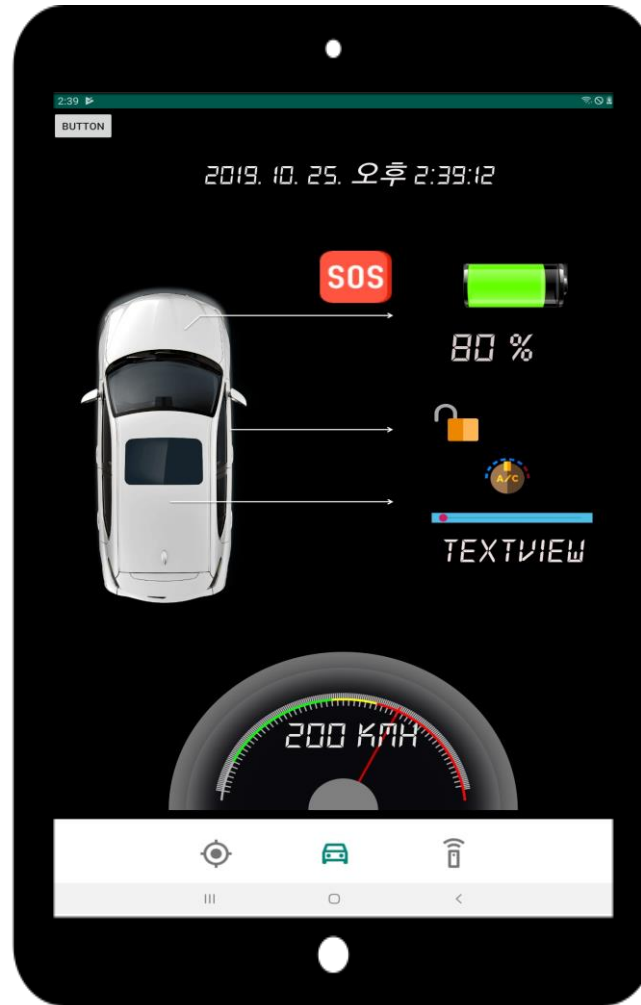 2:39
BUTTON
2019. 10. 25. 오후 2:39:12
SOS
80 %
A/C
TEXTVIEW
200 KMH